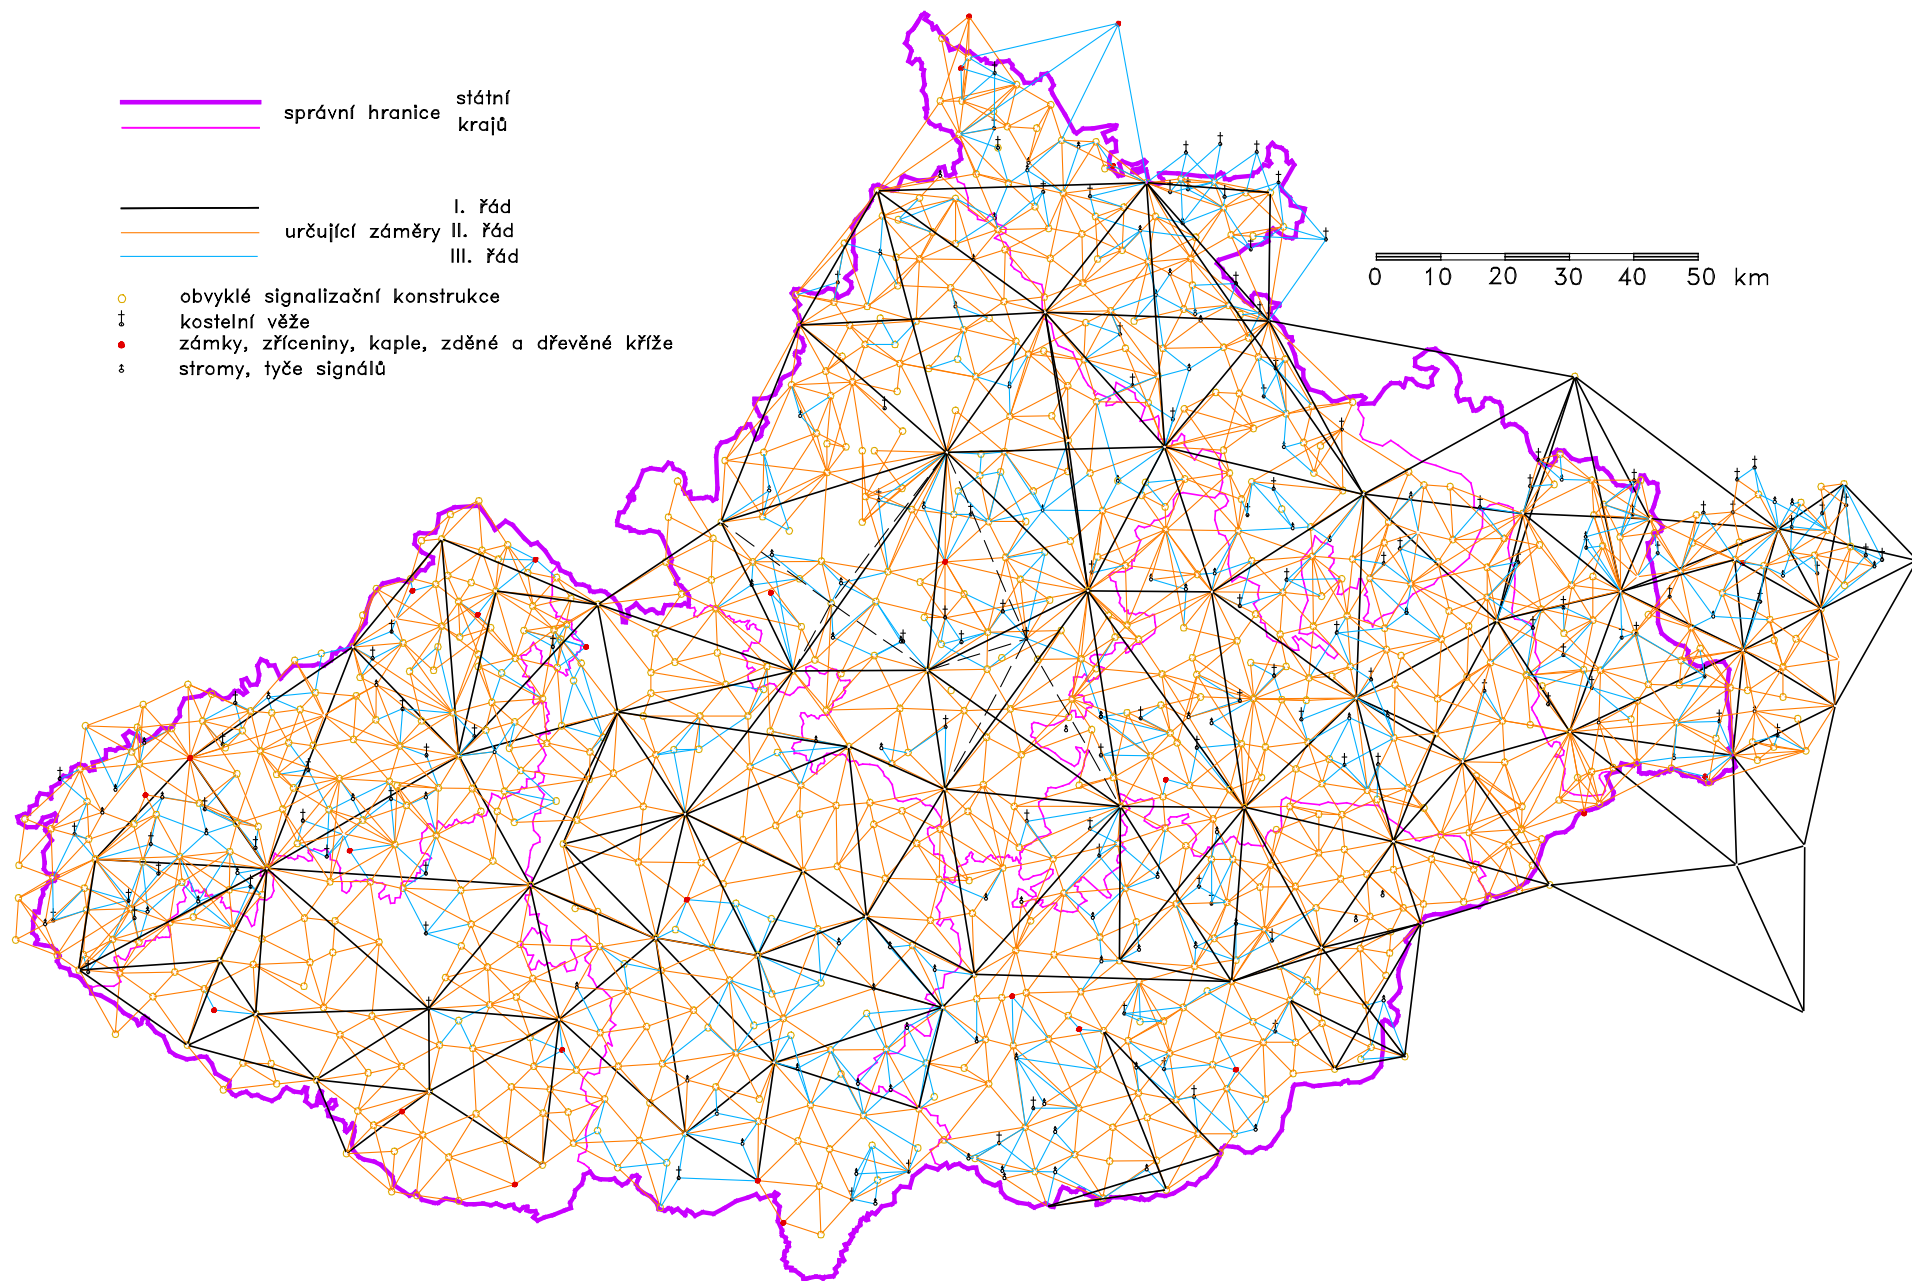 správní hranice
státní
krajů
určující záměry
I. řád
II. řád
III. řád
obvyklé signalizační konstrukce
kostelní věže
zámky, zříceniny, kaple, zděné a dřevěné kříže
stromy, tyče signálů
0 10 20 30 40 50 km